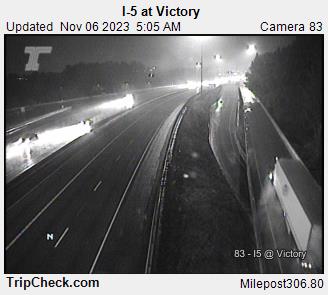 I-5 at Victory
Updated  Nov 06 2023  5:05 AM
Camera 83
T
N
83 - I5 @ Victory
TripCheck.com
Milepost306.80